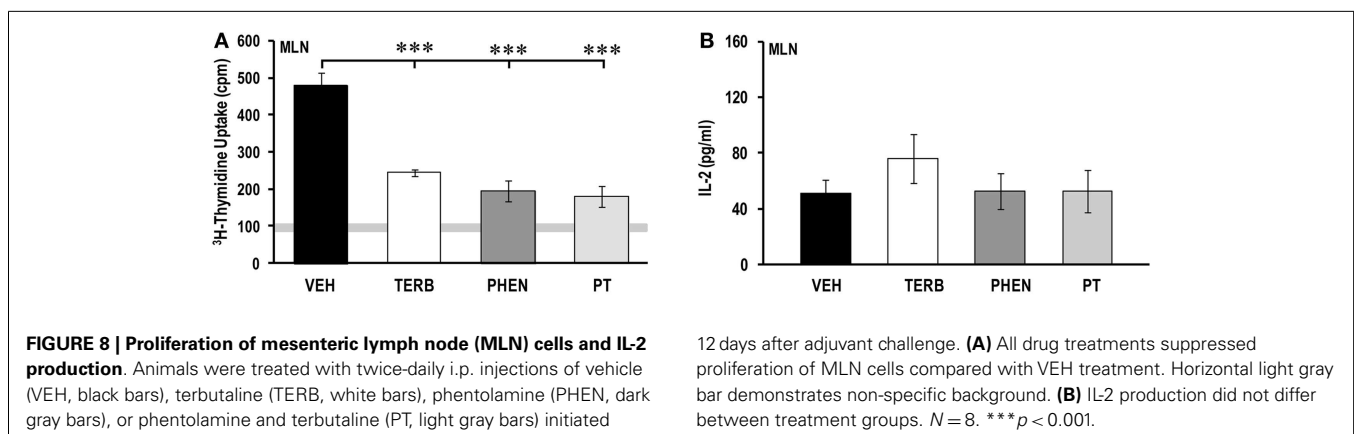 A
600
500
400
300
200
100
0
³H-Thymidine Uptake (cpm)
MLN
*** *** ***
VEH TERB PHEN PT
B
160
120
80
40
0
IL-2 (pg/ml)
MLN
VEH TERB PHEN PT
FIGURE 8 | Proliferation of mesenteric lymph node (MLN) cells and IL-2
production. Animals were treated with twice-daily i.p. injections of vehicle
(VEH, black bars), terbutaline (TERB, white bars), phentolamine (PHEN, dark
gray bars), or phentolamine and terbutaline (PT, light gray bars) initiated
12 days after adjuvant challenge. (A) All drug treatments suppressed
proliferation of MLN cells compared with VEH treatment. Horizontal light gray
bar demonstrates non-specific background. (B) IL-2 production did not differ
between treatment groups. N = 8. ***p < 0.001.